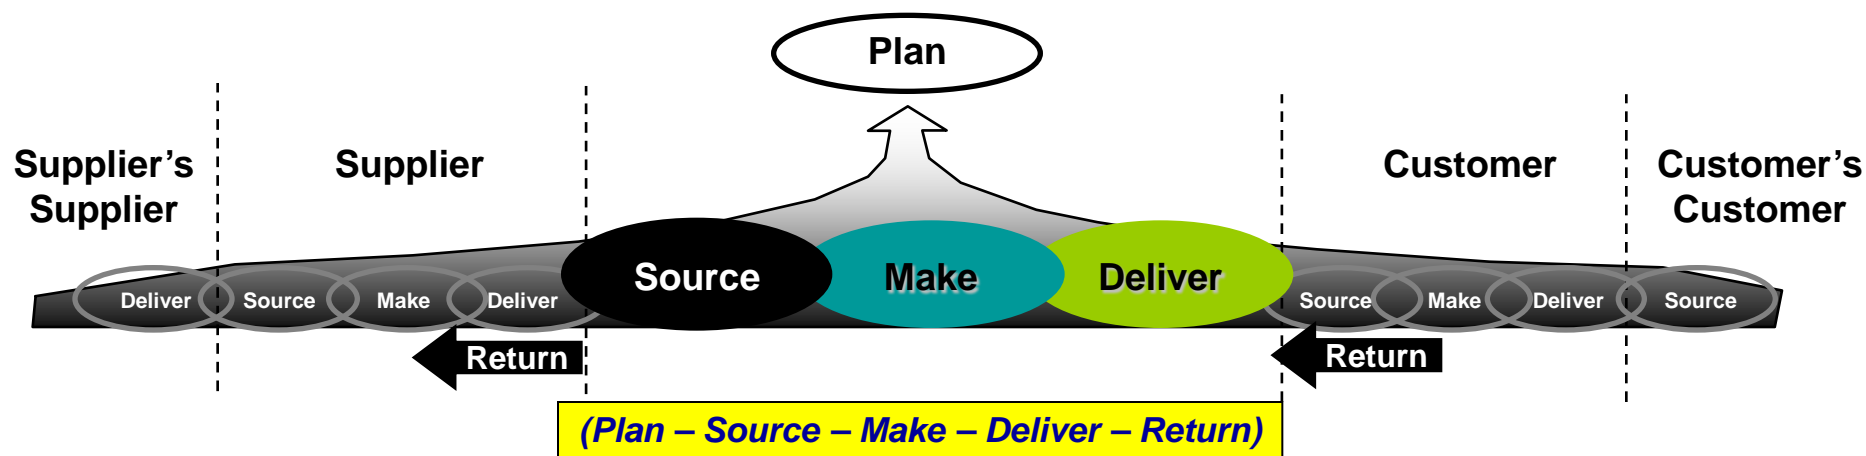 Plan
Supplier’s
Supplier
Supplier
Customer
Customer’s
Customer
Deliver
Source
Make
Deliver
Source
Make
Deliver
Source
Make
Deliver
Source
Return
Return
(Plan – Source – Make – Deliver – Return)